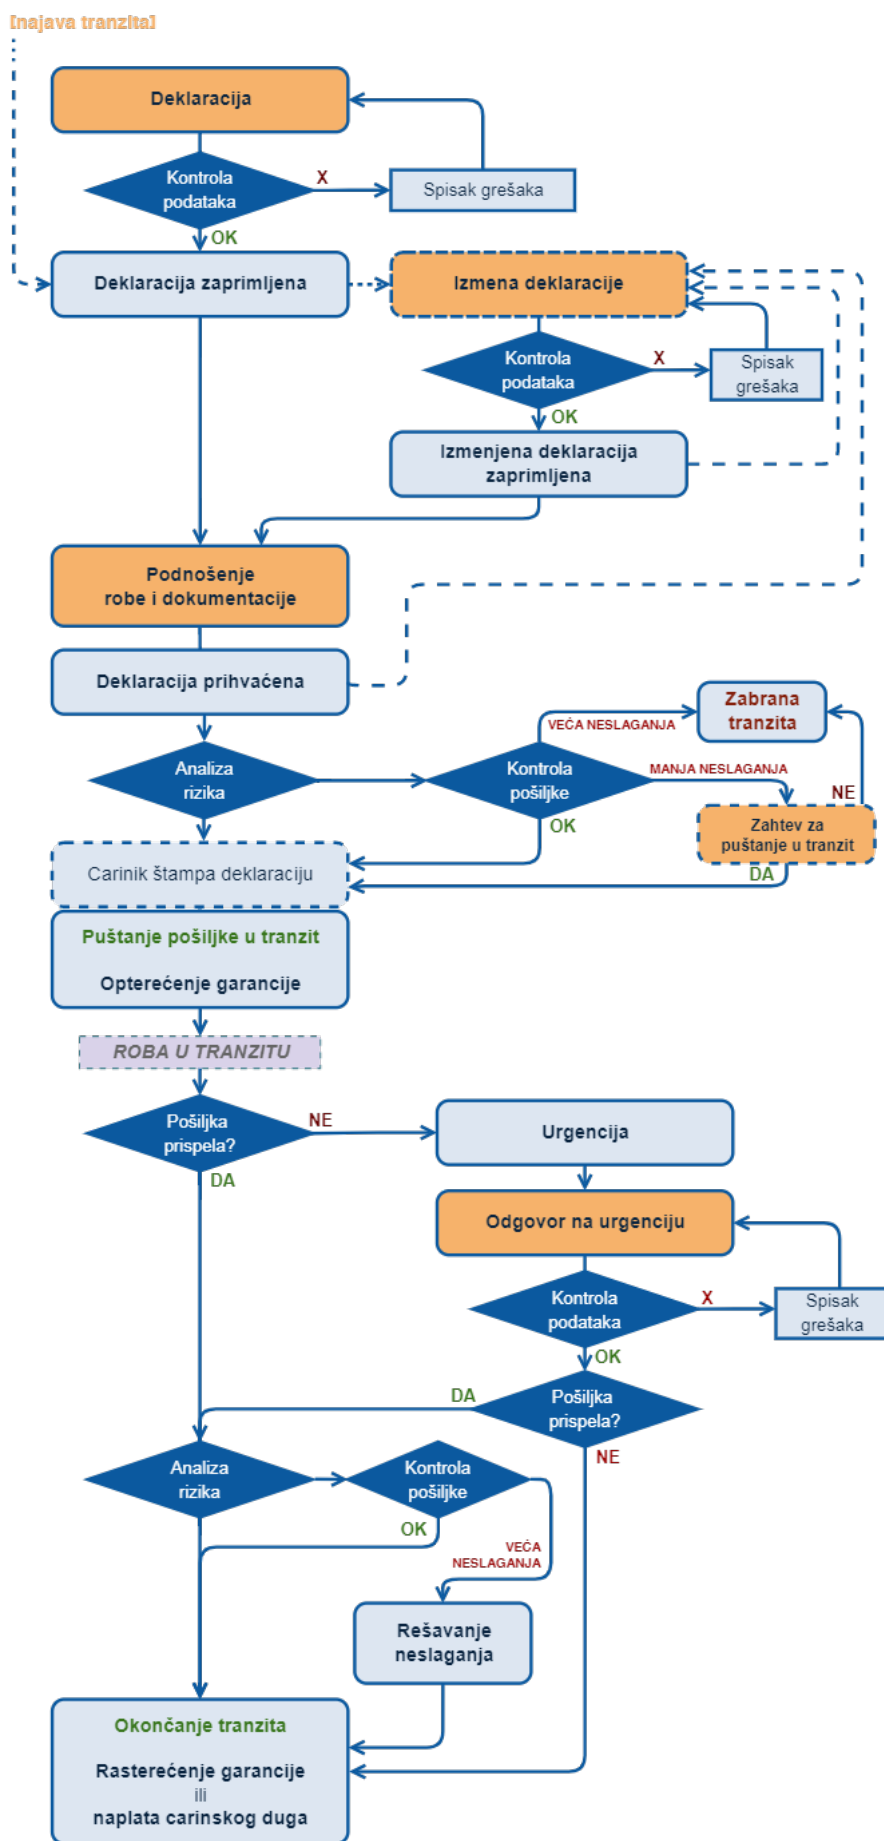 [najava tranzita]
Deklaracija
Kontrola
podataka
X
Spisak grešaka
OK
Deklaracija zaprimljena
Izmena deklaracije
Kontrola
podataka
X
Spisak
grešaka
OK
Izmenjena deklaracija
zaprimljena
Podnošenje
robe i dokumentacije
Deklaracija prihvaćena
Zabrana
tranzita
VEĆA NESLAGANJA
Analiza
rizika
Kontrola
pošiljke
MANJA NESLAGANJA
NE
Zahtev za
puštanje u tranzit
OK
DA
Carinik štampa deklaraciju
Puštanje pošiljke u tranzit
Opterećenje garancije
ROBA U TRANZITU
Pošiljka
prispela?
NE
Urgencija
DA
Odgovor na urgenciju
Kontrola
podataka
X
Spisak
grešaka
OK
DA
Pošiljka
prispela?
NE
Analiza
rizika
Kontrola
pošiljke
OK
VEĆA
NESLAGANJA
Rešavanje
neslaganja
Okončanje tranzita
Rasterećenje garancije
ili
naplata carinskog duga